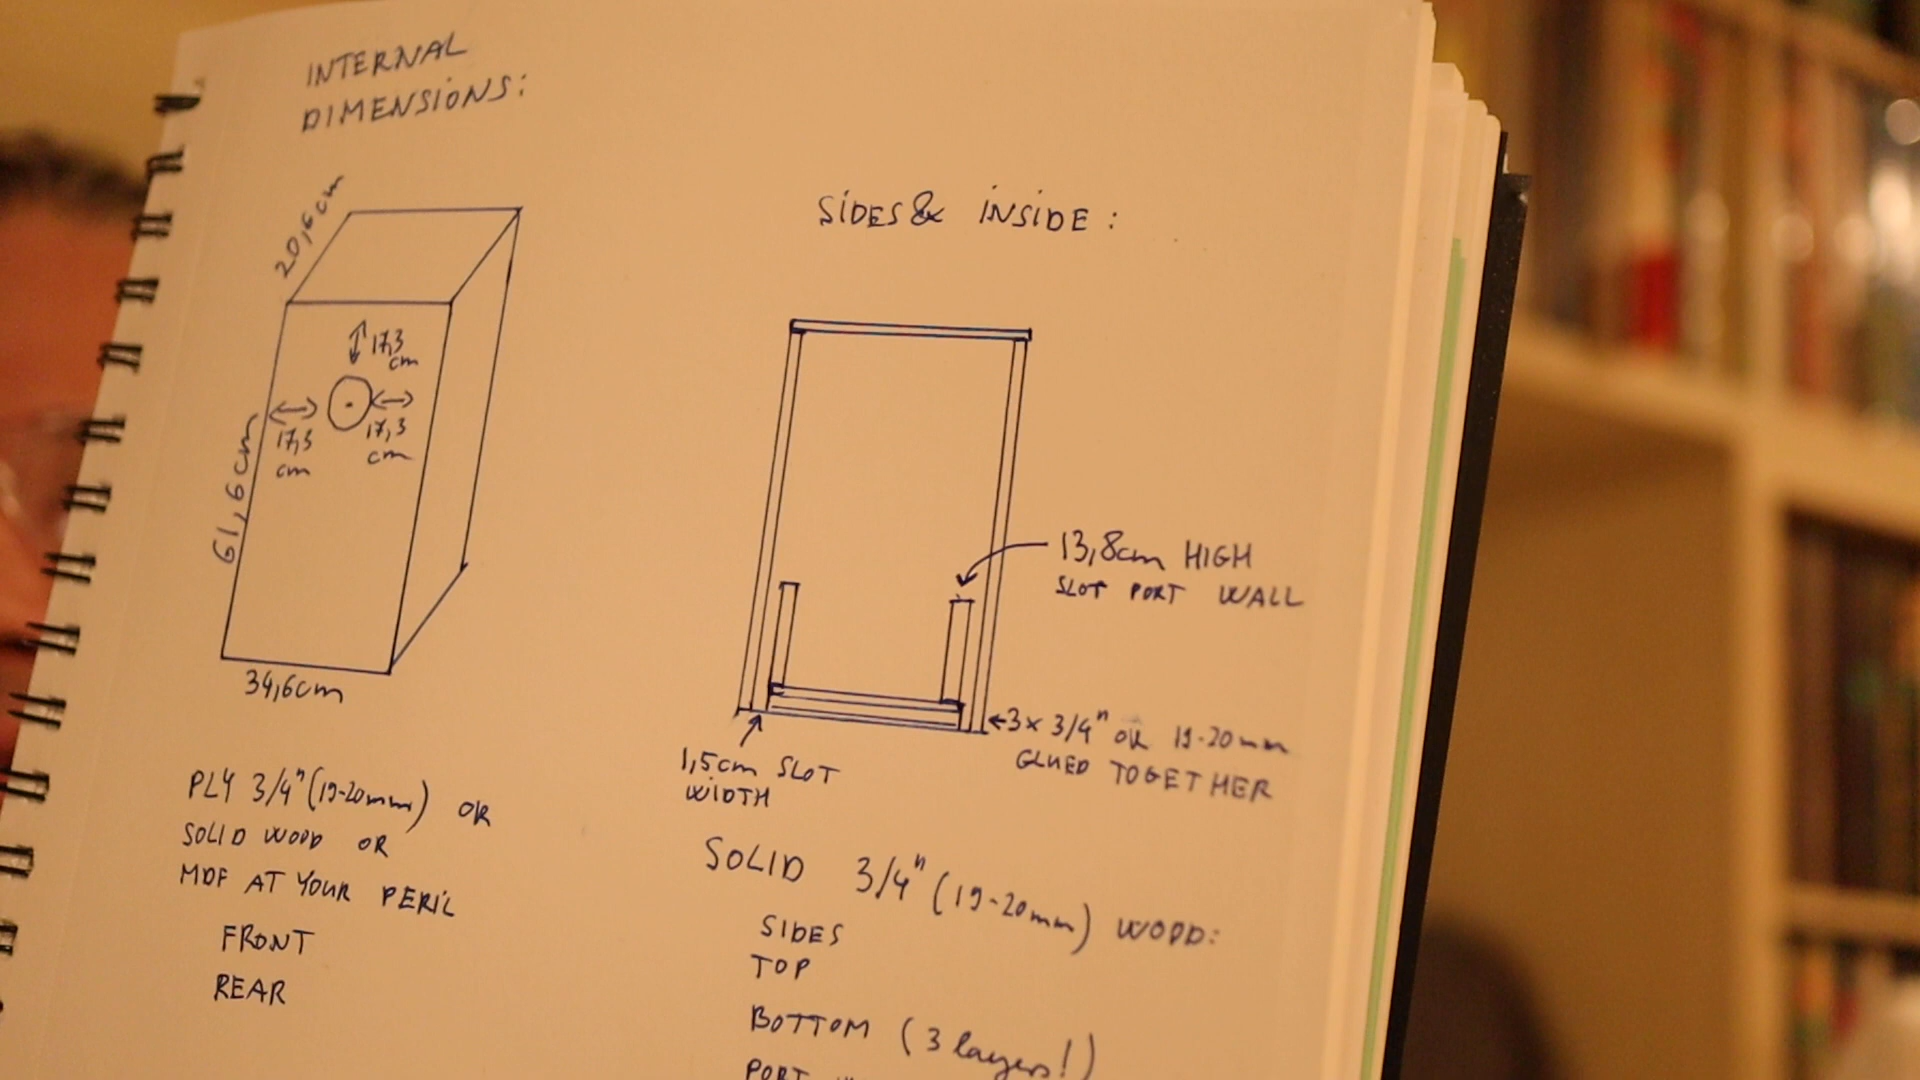 INTERNAL
DIMENSIONS:
20,6cm
17,3
cm
17,3
cm
17,3
cm
61,6cm
34,6cm
PLY 3/4" (19-20mm) OR
SOLID WOOD OR
MDF AT YOUR PERIL
FRONT
REAR
SIDES & INSIDE:
13,8cm HIGH
SLOT PORT WALL
1,5cm SLOT
WIDTH
3x 3/4" OR 19-20mm
GLUED TOGETHER
SOLID 3/4" (19-20mm) WOOD:
SIDES
TOP
BOTTOM (3 layers!)
PORT